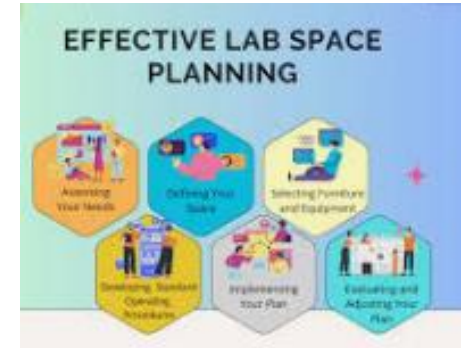 EFFECTIVE LAB SPACE
PLANNING
Assessing
Your Needs
Defining Your
Space
Selecting Furniture
and Equipment
Developing Standard
Operating
Procedures
Implementing
Your Plan
Evaluating and
Adjusting Your
Plan